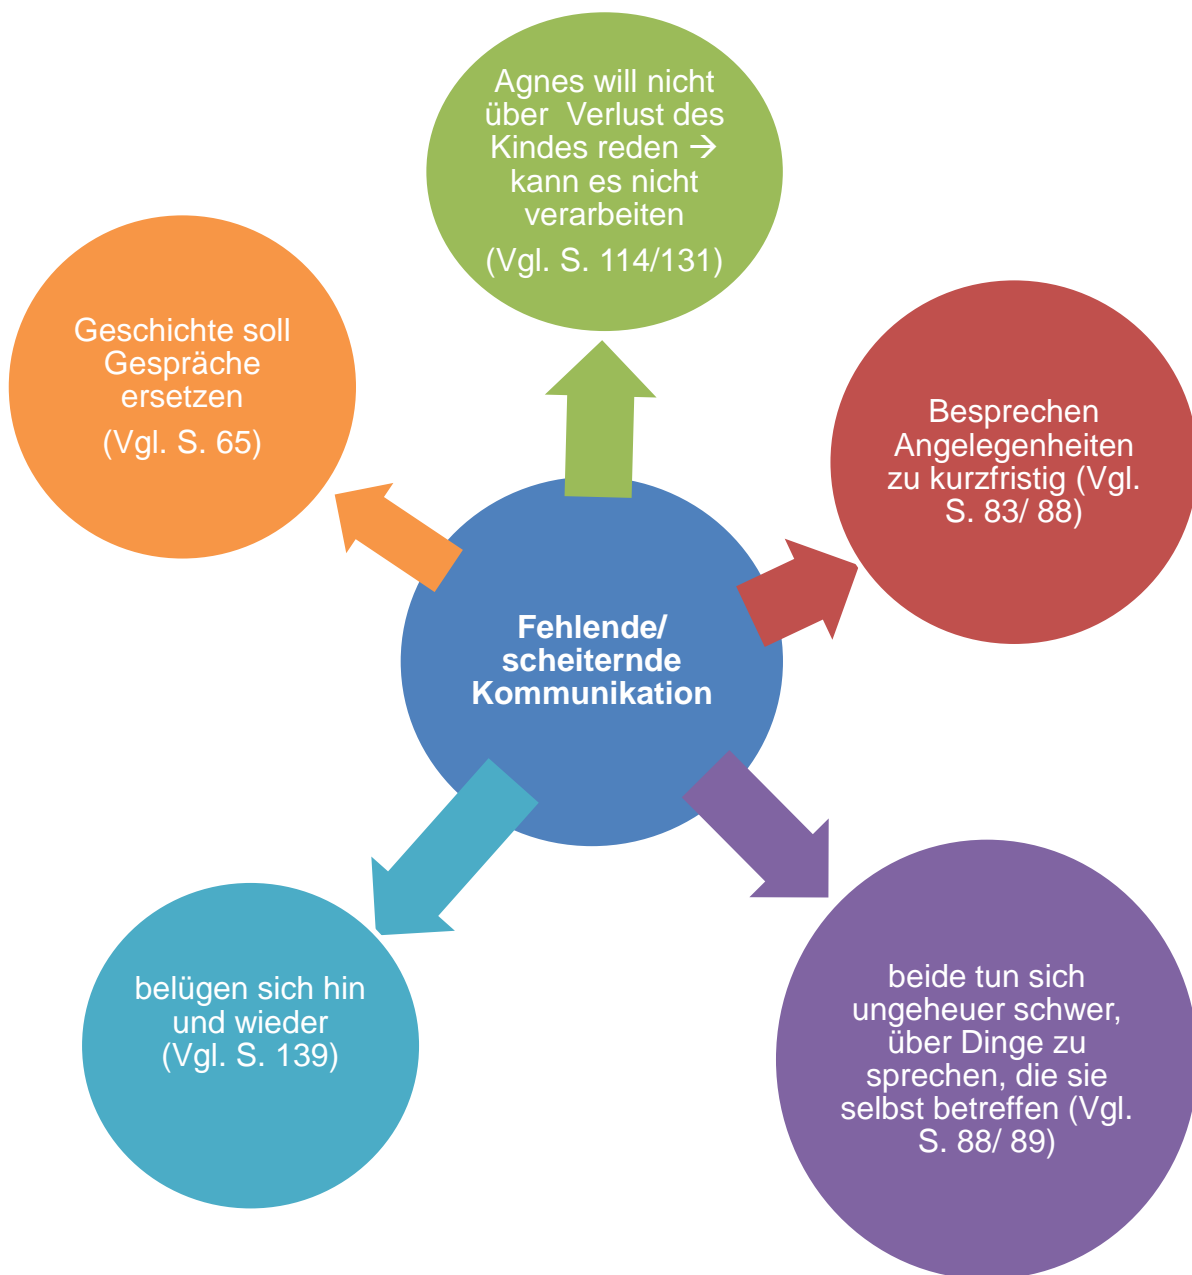 Agnes will nicht
über Verlust des
Kindes reden →
kann es nicht
verarbeiten
(Vgl. S. 114/131)
Geschichte soll
Gespräche
ersetzen
(Vgl. S. 65)
Besprechen
Angelegenheiten
zu kurzfristig (Vgl.
S. 83/ 88)
Fehlende/
scheiternde
Kommunikation
belügen sich hin
und wieder
(Vgl. S. 139)
beide tun sich
ungeheuer schwer,
über Dinge zu
sprechen, die sie
selbst betreffen (Vgl.
S. 88/ 89)